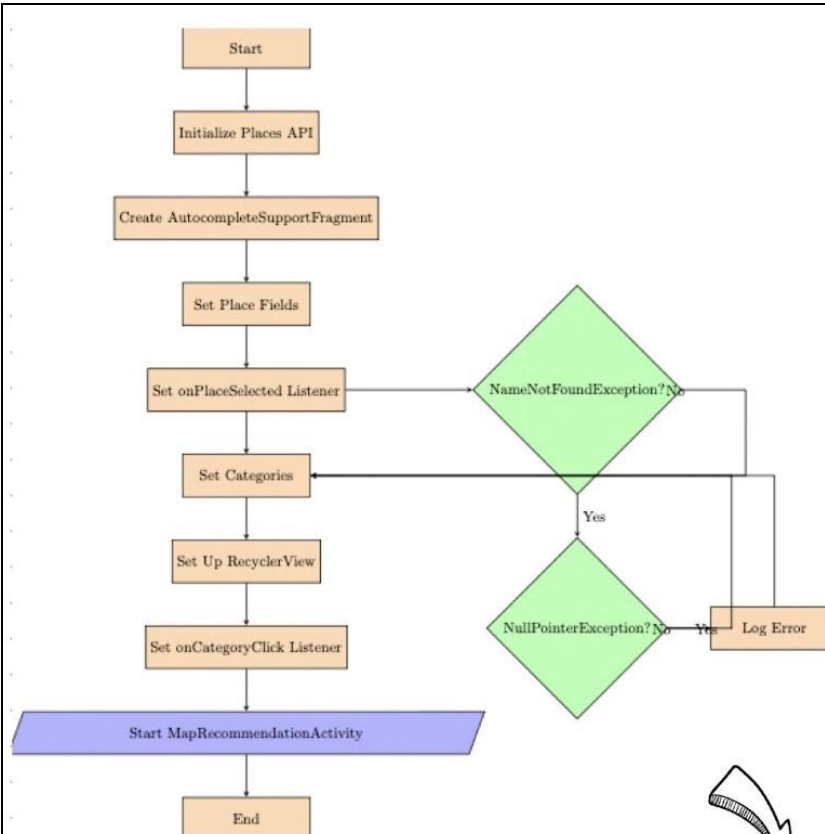 Start
Initialize Places API
Create AutocompleteSupportFragment
Set Place Fields
Set onPlaceSelected Listener
NameNotFoundException?
No
Set Categories
Yes
Set Up RecyclerView
NullPointerException?
No
Yes
Log Error
Set onCategoryClick Listener
Start MapRecommendationActivity
End